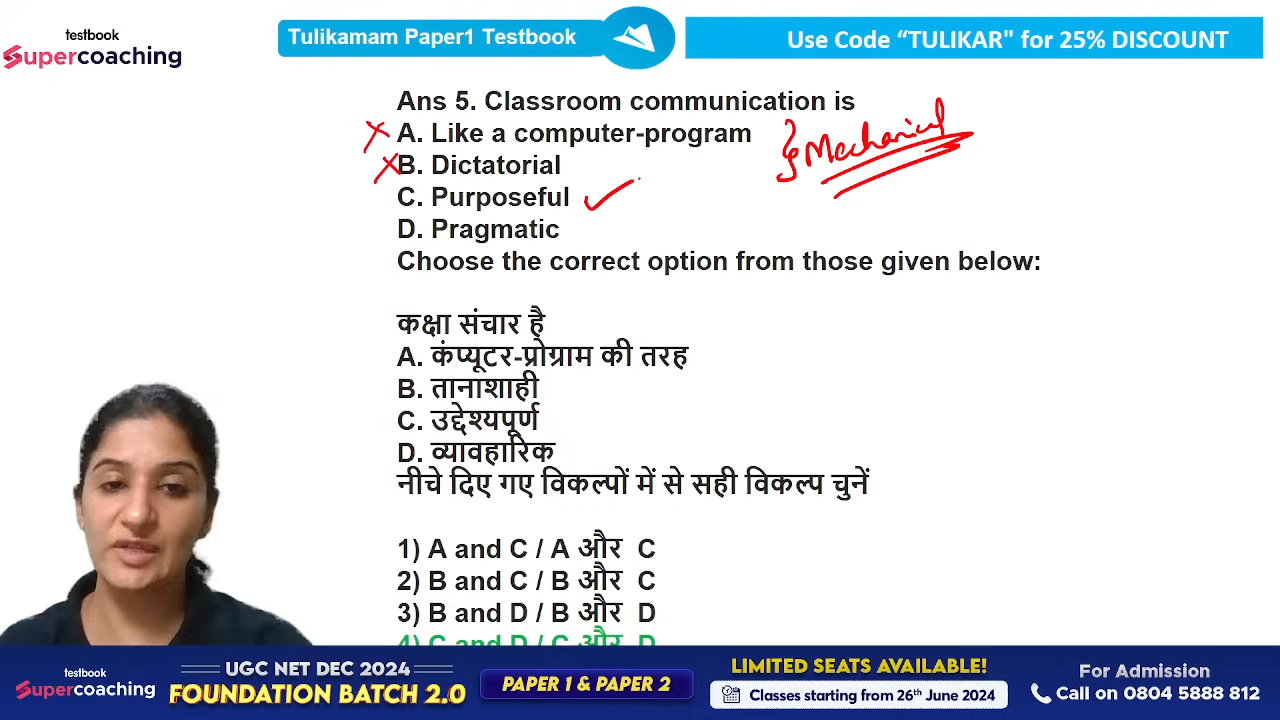 testbook
Supercoaching
Tulikamam Paper1 Testbook
Use Code “TULIKAR" for 25% DISCOUNT
Ans 5. Classroom communication is
A. Like a computer-program
Mechanical
B. Dictatorial
C. Purposeful
D. Pragmatic
Choose the correct option from those given below:
कक्षा संचार है
A. कंप्यूटर-प्रोग्राम की तरह
B. तानाशाही
C. उद्देश्यपूर्ण
D. व्यावहारिक
नीचे दिए गए विकल्पों में से सही विकल्प चुनें
1) A and C / A और C
2) B and C / B और C
3) B and D / B और D
4) C and D / C और D
testbook
Supercoaching
UGC NET DEC 2024
FOUNDATION BATCH 2.0
PAPER 1 & PAPER 2
LIMITED SEATS AVAILABLE!
Classes starting from 26th June 2024
For Admission
Call on 0804 5888 812